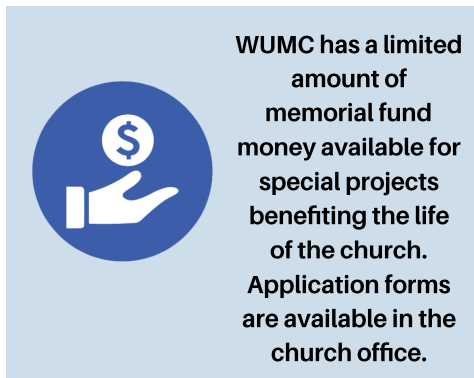 WUMC has a limited
amount of
memorial fund
money available for
special projects
benefiting the life
of the church.
Application forms
are available in the
church office.
$